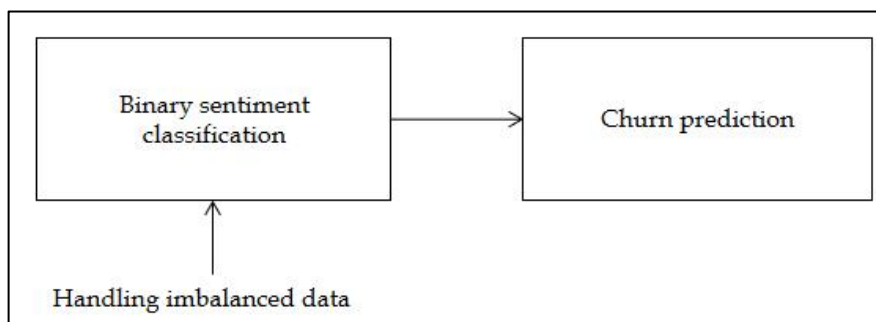 Binary sentiment
classification
Churn prediction
Handling imbalanced data